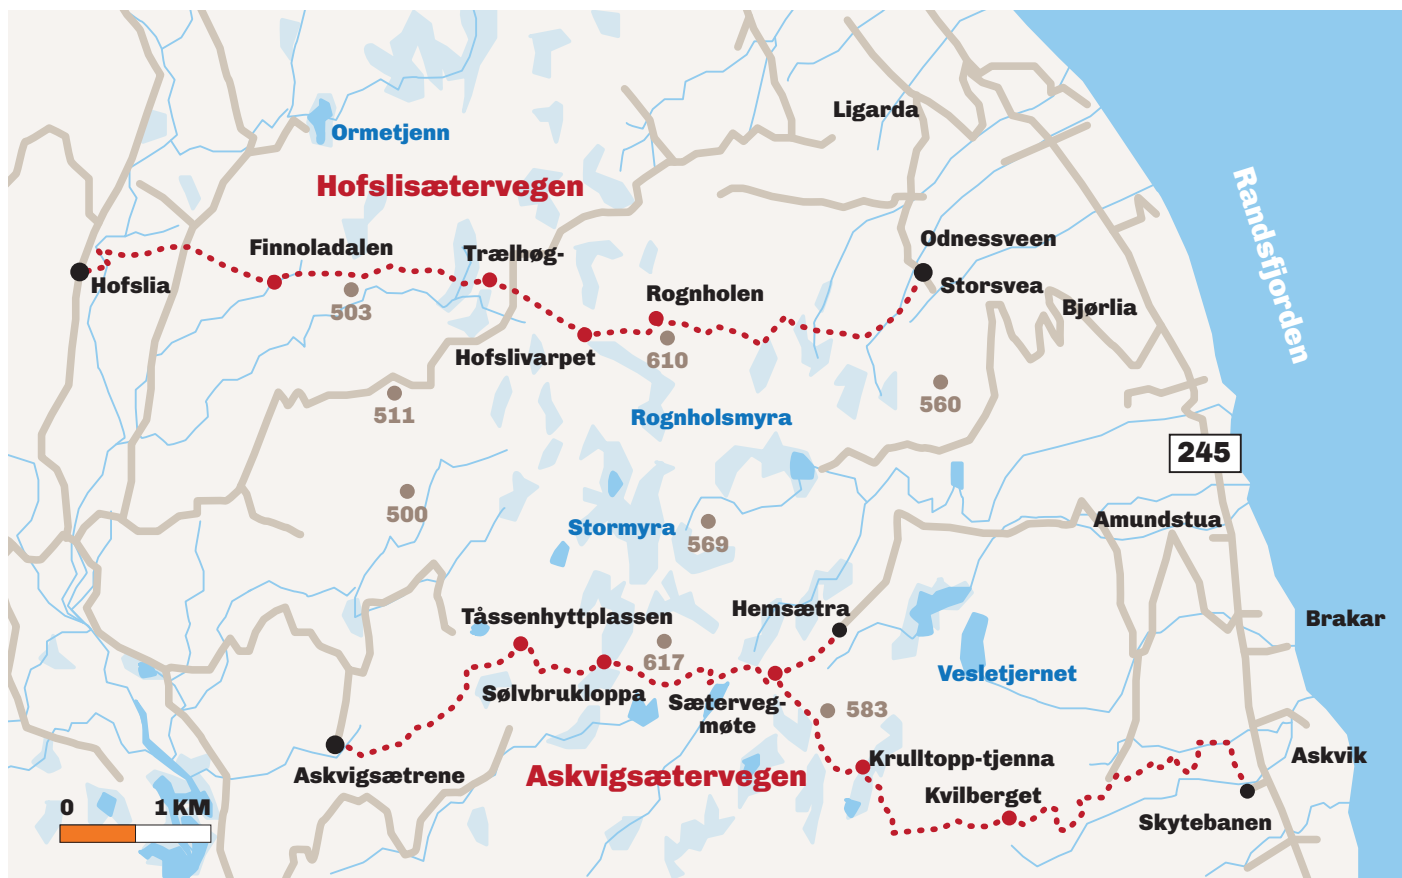 Ligarda
Ormetjenn
Hofslisætervegen
Randsfjorden
Finnoladalen
Trælhøg-
Odnessveen
Hofslia
Storsvea
Rognholen
Bjørlia
503
Hofslivarpet
610
511
560
Rognholsmyra
245
500
Stormyra
569
Amundstua
Tåssenhyttplassen
Hemsætra
Brakar
617
Vesletjernet
Sølvbrukloppa
Sæterveg-
møte
583
Askvigsætrene
Askvigsætervegen
Krulltopp-tjenna
Askvik
Kvilberget
Skytebanen
0 1 KM